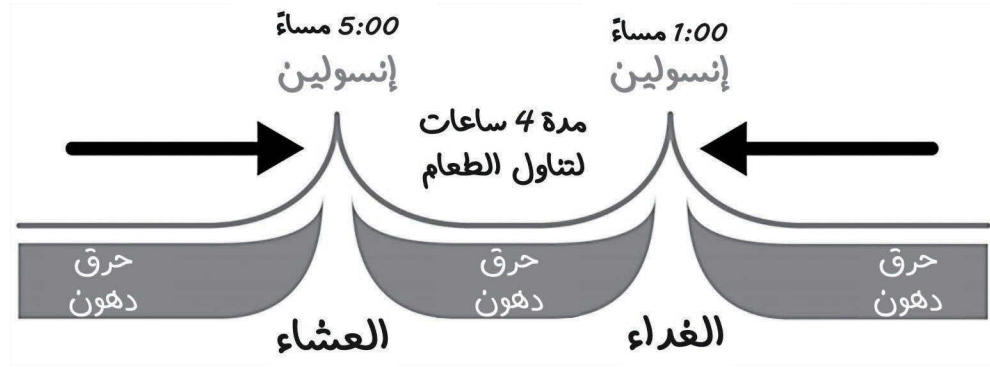 1:00 مساءً
إنسولين
5:00 مساءً
إنسولين
مدة 4 ساعات
لتناول الطعام
حرق
دهون
حرق
دهون
حرق
دهون
الغداء
العشاء